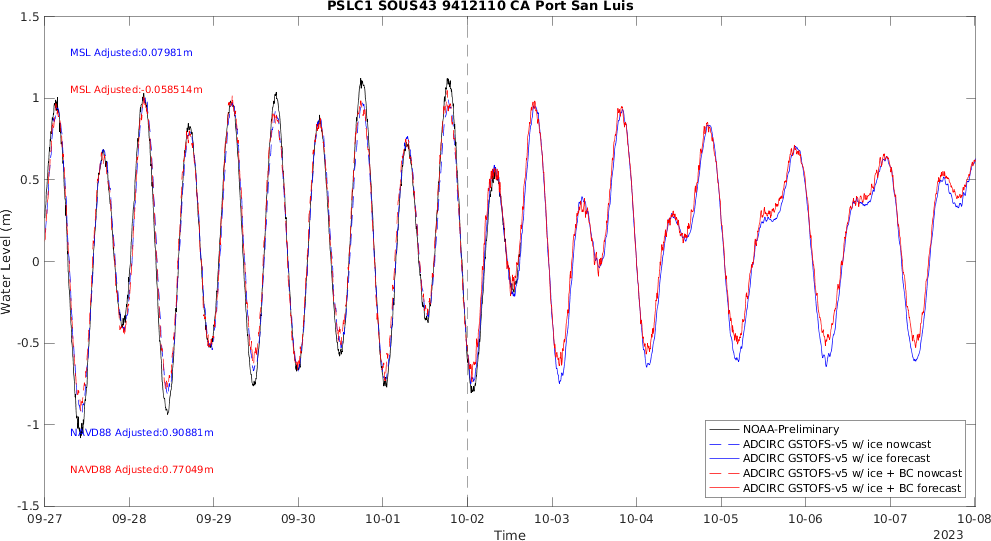 PSLC1 SOUS43 9412110 CA Port San Luis
1.5
MSL Adjusted:0.07981m
MSL Adjusted:-0.058514m
1
0.5
Water Level (m)
0
-0.5
-1
NAVD88 Adjusted:0.90881m
NOAA-Preliminary
ADCIRC GSTOFS-v5 w/ ice nowcast
ADCIRC GSTOFS-v5 w/ ice forecast
ADCIRC GSTOFS-v5 w/ ice + BC nowcast
ADCIRC GSTOFS-v5 w/ ice + BC forecast
NAVD88 Adjusted:0.77049m
-1.5
09-27 09-28 09-29 09-30 10-01 10-02 10-03 10-04 10-05 10-06 10-07 10-08
Time
2023